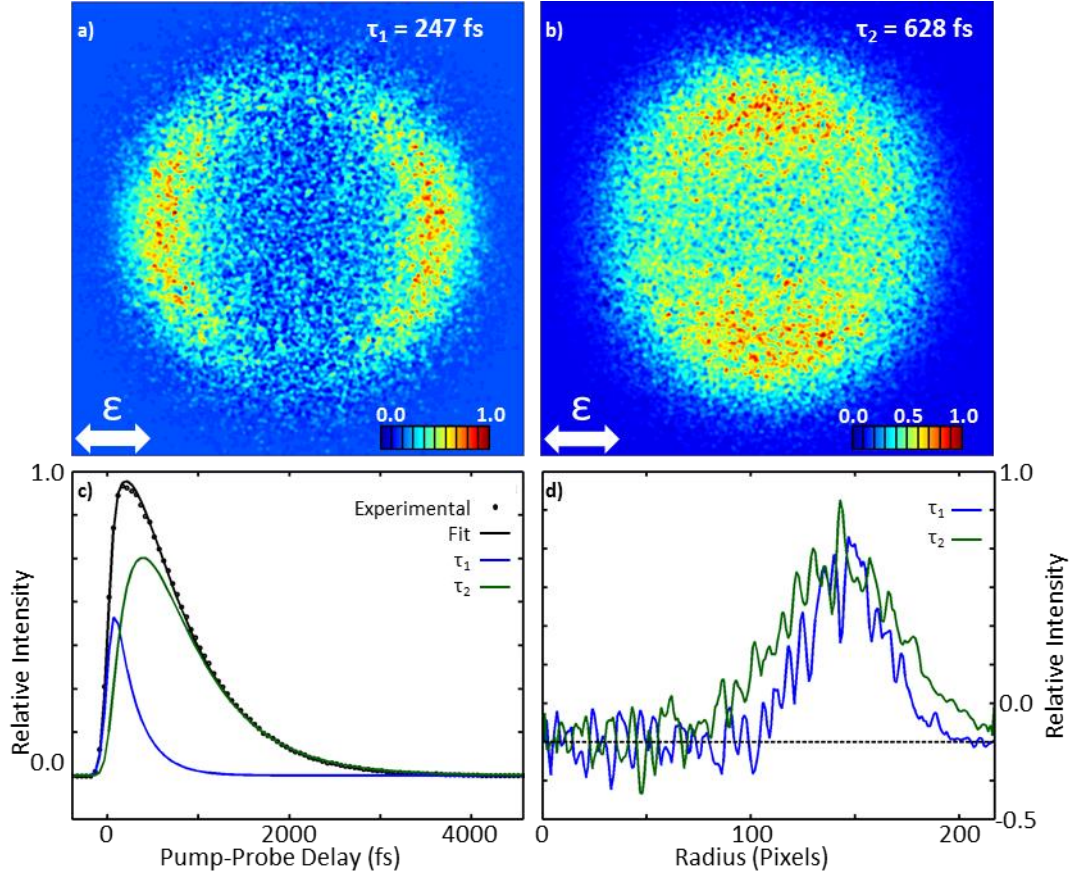 a)
τ₁ = 247 fs
ε
0.0 1.0
b)
τ₂ = 628 fs
ε
0.0 0.5 1.0
c)
1.0
0.0
Relative Intensity
Experimental
Fit
τ₁
τ₂
0 2000 4000
Pump-Probe Delay (fs)
d)
τ₁
τ₂
1.0
0.0
-0.5
Relative Intensity
0 100 200
Radius (Pixels)